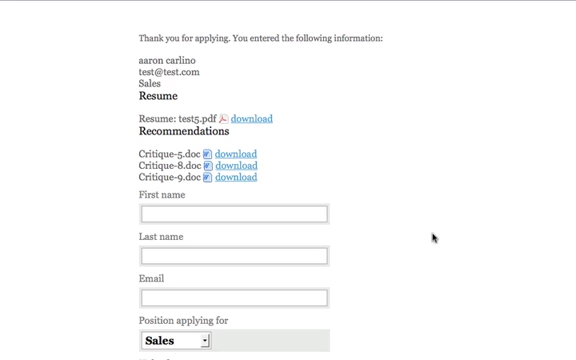 Thank you for applying. You entered the following information:
aaron carlino
test@test.com
Sales
Resume
Resume: test5.pdf download
Recommendations
Critique-5.doc download
Critique-8.doc download
Critique-9.doc download
First name
Last name
Email
Position applying for
Sales